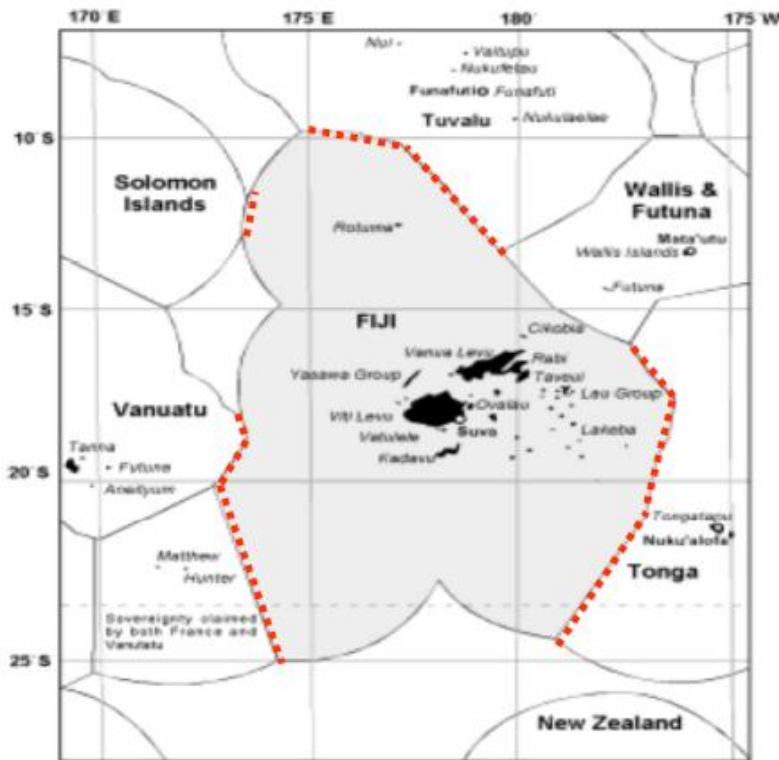 170°E 175°E 180° 175°W
Nui
Vaitupu
Nukufetau
Funafuti Funafuti
Tuvalu
Nukulaelae
10°S
Solomon
Islands
Wallis &
Futuna
Mata'utu
Wallis Islands
Rotuma
Futuna
15°S
FIJI
Cikobia
Vanua Levu
Rabi
Yasawa Group
Taveui
Lau Group
Vanuatu
Ovalau
Viti Levu
Suva
Lakeba
Vatulele
Kadavu
Tanna
Futuna
Aneityum
20°S
Tongatapu
Nuku'alofa
Matthew
Hunter
Tonga
Sovereignty claimed
by both France and
Vanutatu
25°S
New Zealand